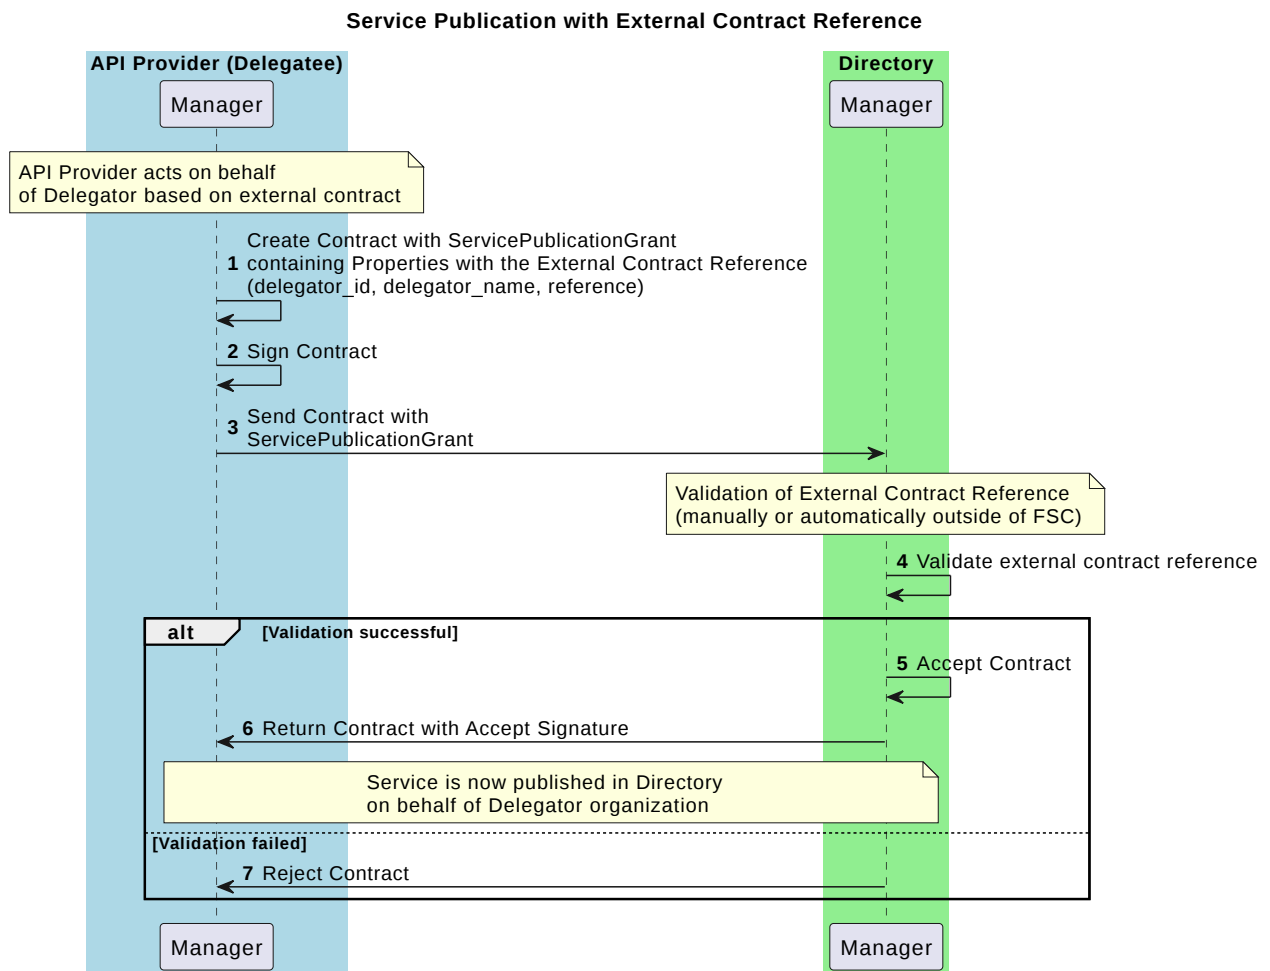 Service Publication with External Contract Reference
API Provider (Delegatee)
Directory
Manager
Manager
API Provider acts on behalf
of Delegator based on external contract
Create Contract with ServicePublicationGrant
1 containing Properties with the External Contract Reference
(delegator_id, delegator_name, reference)
2 Sign Contract
3 Send Contract with
ServicePublicationGrant
Validation of External Contract Reference
(manually or automatically outside of FSC)
4 Validate external contract reference
alt [Validation successful]
5 Accept Contract
6 Return Contract with Accept Signature
Service is now published in Directory
on behalf of Delegator organization
[Validation failed]
7 Reject Contract
Manager
Manager